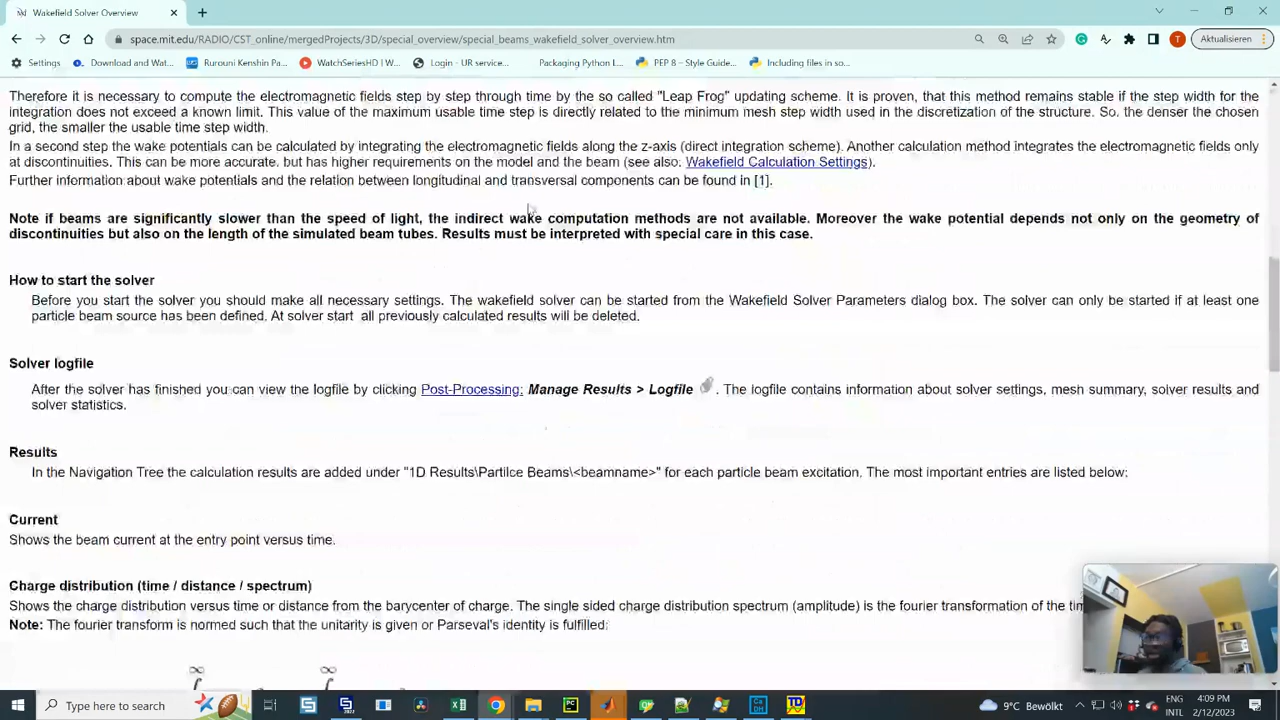 Wakefield Solver Overview
space.mit.edu/RADIO/CST_online/mergedProjects/3D/special_overview/special_beams_wakefield_solver_overview.htm
T
Aktualisieren
Settings
Download and Wat...
Rurouni Kenshin Pa...
WatchSeriesHD | W...
Login - UR service...
Packaging Python L...
PEP 8 – Style Guide...
Including files in so...
Therefore it is necessary to compute the electromagnetic fields step by step through time by the so called "Leap Frog" updating scheme. It is proven, that this method remains stable if the step width for the
integration does not exceed a known limit. This value of the maximum usable time step is directly related to the minimum mesh step width used in the discretization of the structure. So, the denser the chosen
grid, the smaller the usable time step width.
In a second step the wake potentials can be calculated by integrating the electromagnetic fields along the z-axis (direct integration scheme). Another calculation method integrates the electromagnetic fields only
at discontinuities. This can be more accurate, but has higher requirements on the model and the beam (see also: Wakefield Calculation Settings).
Further information about wake potentials and the relation between longitudinal and transversal components can be found in [1].
Note if beams are significantly slower than the speed of light, the indirect wake computation methods are not available. Moreover the wake potential depends not only on the geometry of
discontinuities but also on the length of the simulated beam tubes. Results must be interpreted with special care in this case.
How to start the solver
Before you start the solver you should make all necessary settings. The wakefield solver can be started from the Wakefield Solver Parameters dialog box. The solver can only be started if at least one
particle beam source has been defined. At solver start all previously calculated results will be deleted.
Solver logfile
After the solver has finished you can view the logfile by clicking Post-Processing: Manage Results > Logfile . The logfile contains information about solver settings, mesh summary, solver results and
solver statistics.
Results
In the Navigation Tree the calculation results are added under "1D Results\Partilce Beams\<beamname>" for each particle beam excitation. The most important entries are listed below:
Current
Shows the beam current at the entry point versus time.
Charge distribution (time / distance / spectrum)
Shows the charge distribution versus time or distance from the barycenter of charge. The single sided charge distribution spectrum (amplitude) is the fourier transformation of the
Note: The fourier transform is normed such that the unitarity is given or Parseval's identity is fulfilled:
∞ ∞
Type here to search
9°C Bewölkt
ENG
INTL
4:09 PM
2/12/2023